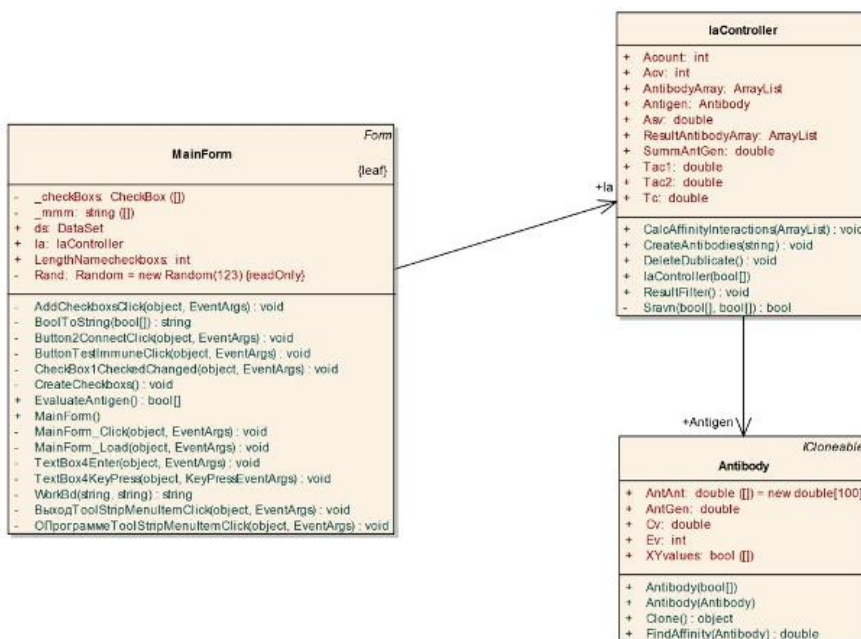 IaController
+ Acount: int
+ Acv: int
+ AntibodyArray: ArrayList
+ Antigen: Antibody
+ Asv: double
+ ResultAntibodyArray: ArrayList
+ SummAntGen: double
+ Tac1: double
+ Tac2: double
+ Tc: double
+ CalcAffinityInteractions(ArrayList) : void
+ CreateAntibodies(string) : void
+ DeleteDublicate() : void
+ IaController(bool[])
+ ResultFilter() : void
- Sravn(bool[], bool[]) : bool
Form
MainForm
{leaf}
- _checkBoxs: CheckBox ([])
- _mmm: string ([])
+ ds: DataSet
+ Ia: IaController
+ LengthNamecheckboxs: int
- Rand: Random = new Random(123) {readOnly}
- AddCheckboxsClick(object, EventArgs) : void
- BoolToString(bool[]) : string
- Button2ConnectClick(object, EventArgs) : void
- ButtonTestImmuneClick(object, EventArgs) : void
- CheckBox1CheckedChanged(object, EventArgs) : void
- CreateCheckboxs() : void
+ EvaluateAntigen() : bool[]
+ MainForm()
- MainForm_Click(object, EventArgs) : void
- MainForm_Load(object, EventArgs) : void
- TextBox4Enter(object, EventArgs) : void
- TextBox4KeyPress(object, KeyPressEventArgs) : void
- WorkBd(string, string) : string
- ВыходToolStripMenuItemClick(object, EventArgs) : void
- ОПрограммеToolStripMenuItemClick(object, EventArgs) : void
+Ia
+Antigen
ICloneable
Antibody
+ AntAnt: double ([]) = new double[100]
+ AntGen: double
+ Cv: double
+ Ev: int
+ XYvalues: bool ([])
+ Antibody(bool[])
+ Antibody(Antibody)
+ Clone() : object
+ FindAffinity(Antibody) : double